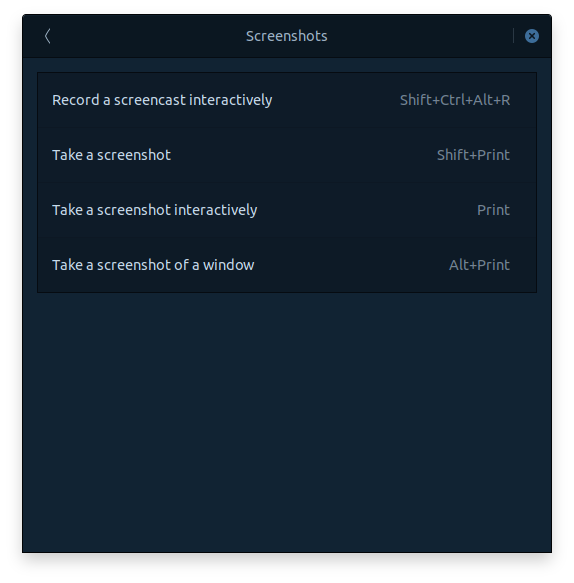 Screenshots
Record a screencast interactively Shift+Ctrl+Alt+R
Take a screenshot Shift+Print
Take a screenshot interactively Print
Take a screenshot of a window Alt+Print